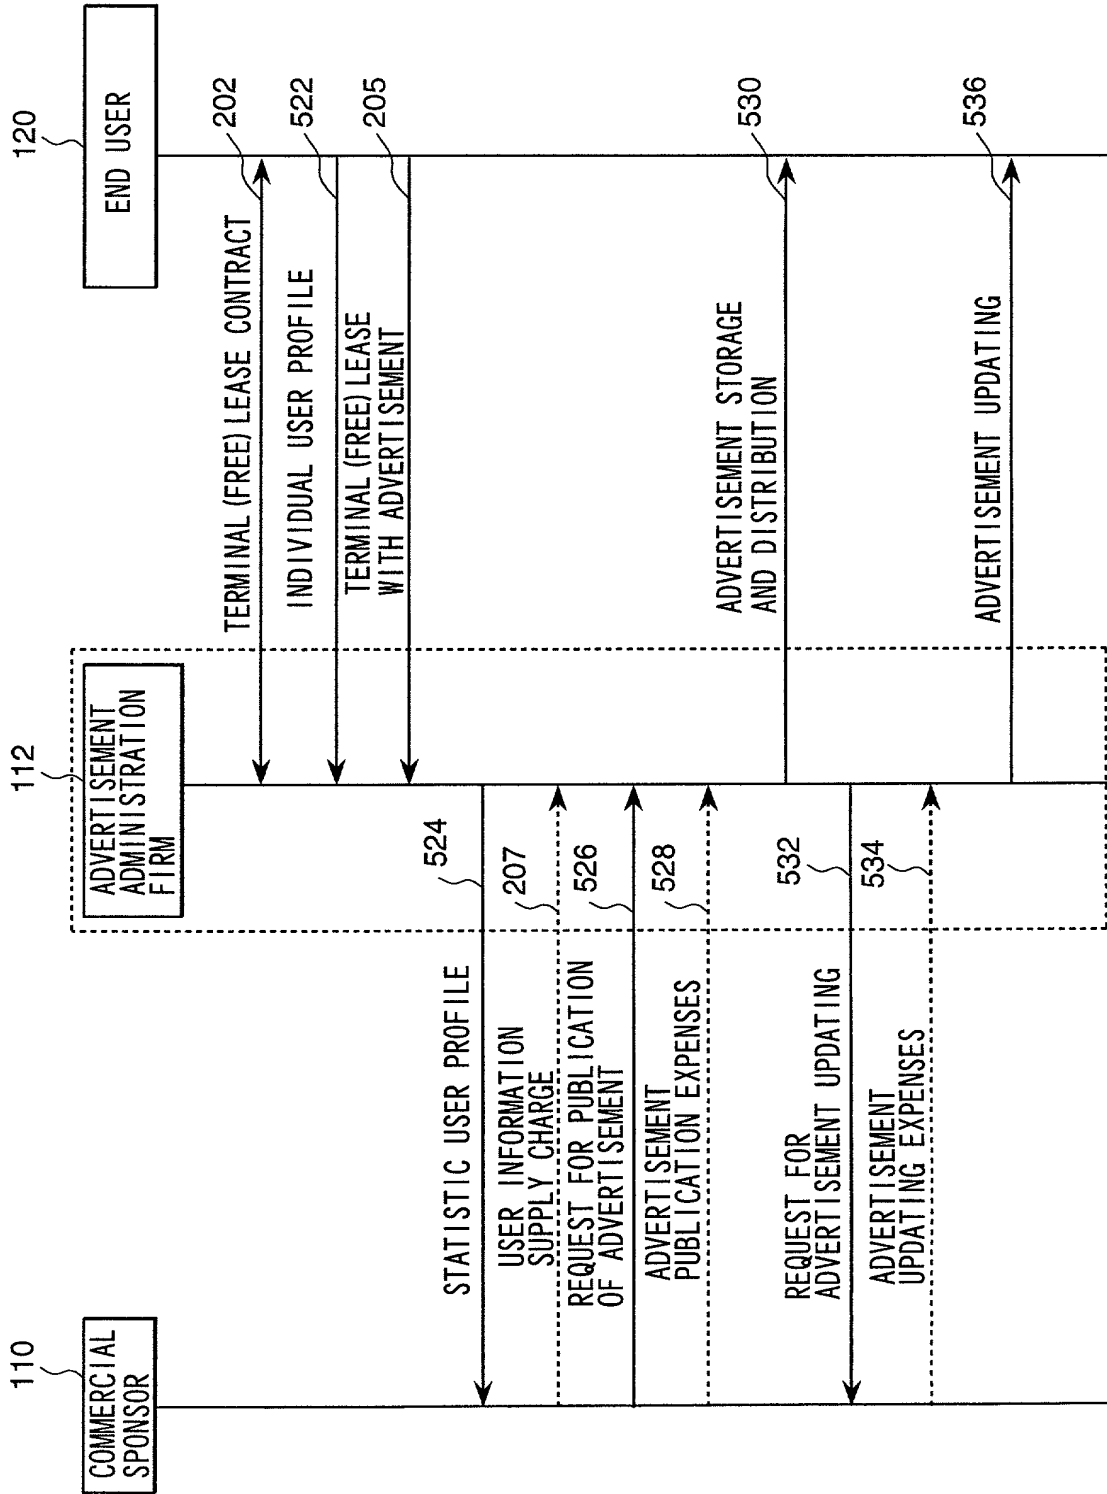 110
COMMERCIAL
SPONSOR
112
ADVERTISEMENT
ADMINISTRATION
FIRM
120
END USER
TERMINAL(FREE)LEASE CONTRACT
202
INDIVIDUAL USER PROFILE
522
TERMINAL(FREE)LEASE
WITH ADVERTISEMENT
205
STATISTIC USER PROFILE
524
USER INFORMATION
SUPPLY CHARGE
207
REQUEST FOR PUBLICATION
OF ADVERTISEMENT
526
ADVERTISEMENT
PUBLICATION EXPENSES
528
ADVERTISEMENT STORAGE
AND DISTRIBUTION
530
REQUEST FOR
ADVERTISEMENT UPDATING
532
ADVERTISEMENT
UPDATING EXPENSES
534
ADVERTISEMENT UPDATING
536